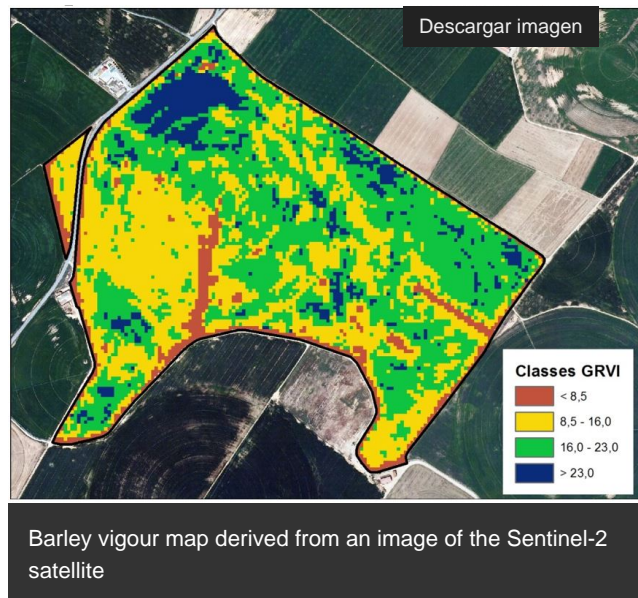 Descargar imagen
Classes GRVI
< 8,5
8,5 - 16,0
16,0 - 23,0
> 23,0
Barley vigour map derived from an image of the Sentinel-2
satellite